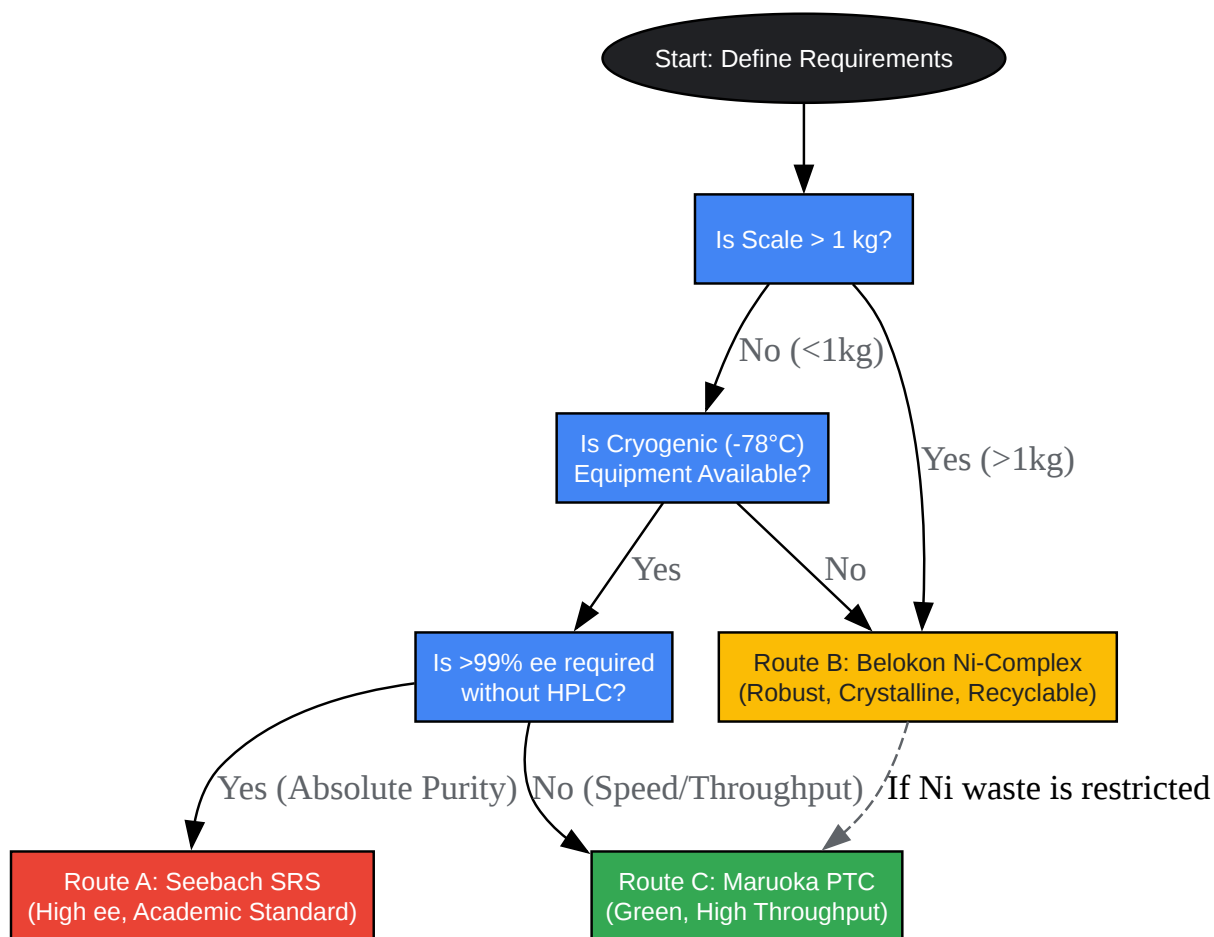 Start: Define Requirements
Is Scale > 1 kg?
No (<1kg)
Yes (>1kg)
Is Cryogenic (-78°C)
Equipment Available?
Yes
No
Is >99% ee required
without HPLC?
Route B: Belokon Ni-Complex
(Robust, Crystalline, Recyclable)
Yes (Absolute Purity)
No (Speed/Throughput)
If Ni waste is restricted
Route A: Seebach SRS
(High ee, Academic Standard)
Route C: Maruoka PTC
(Green, High Throughput)